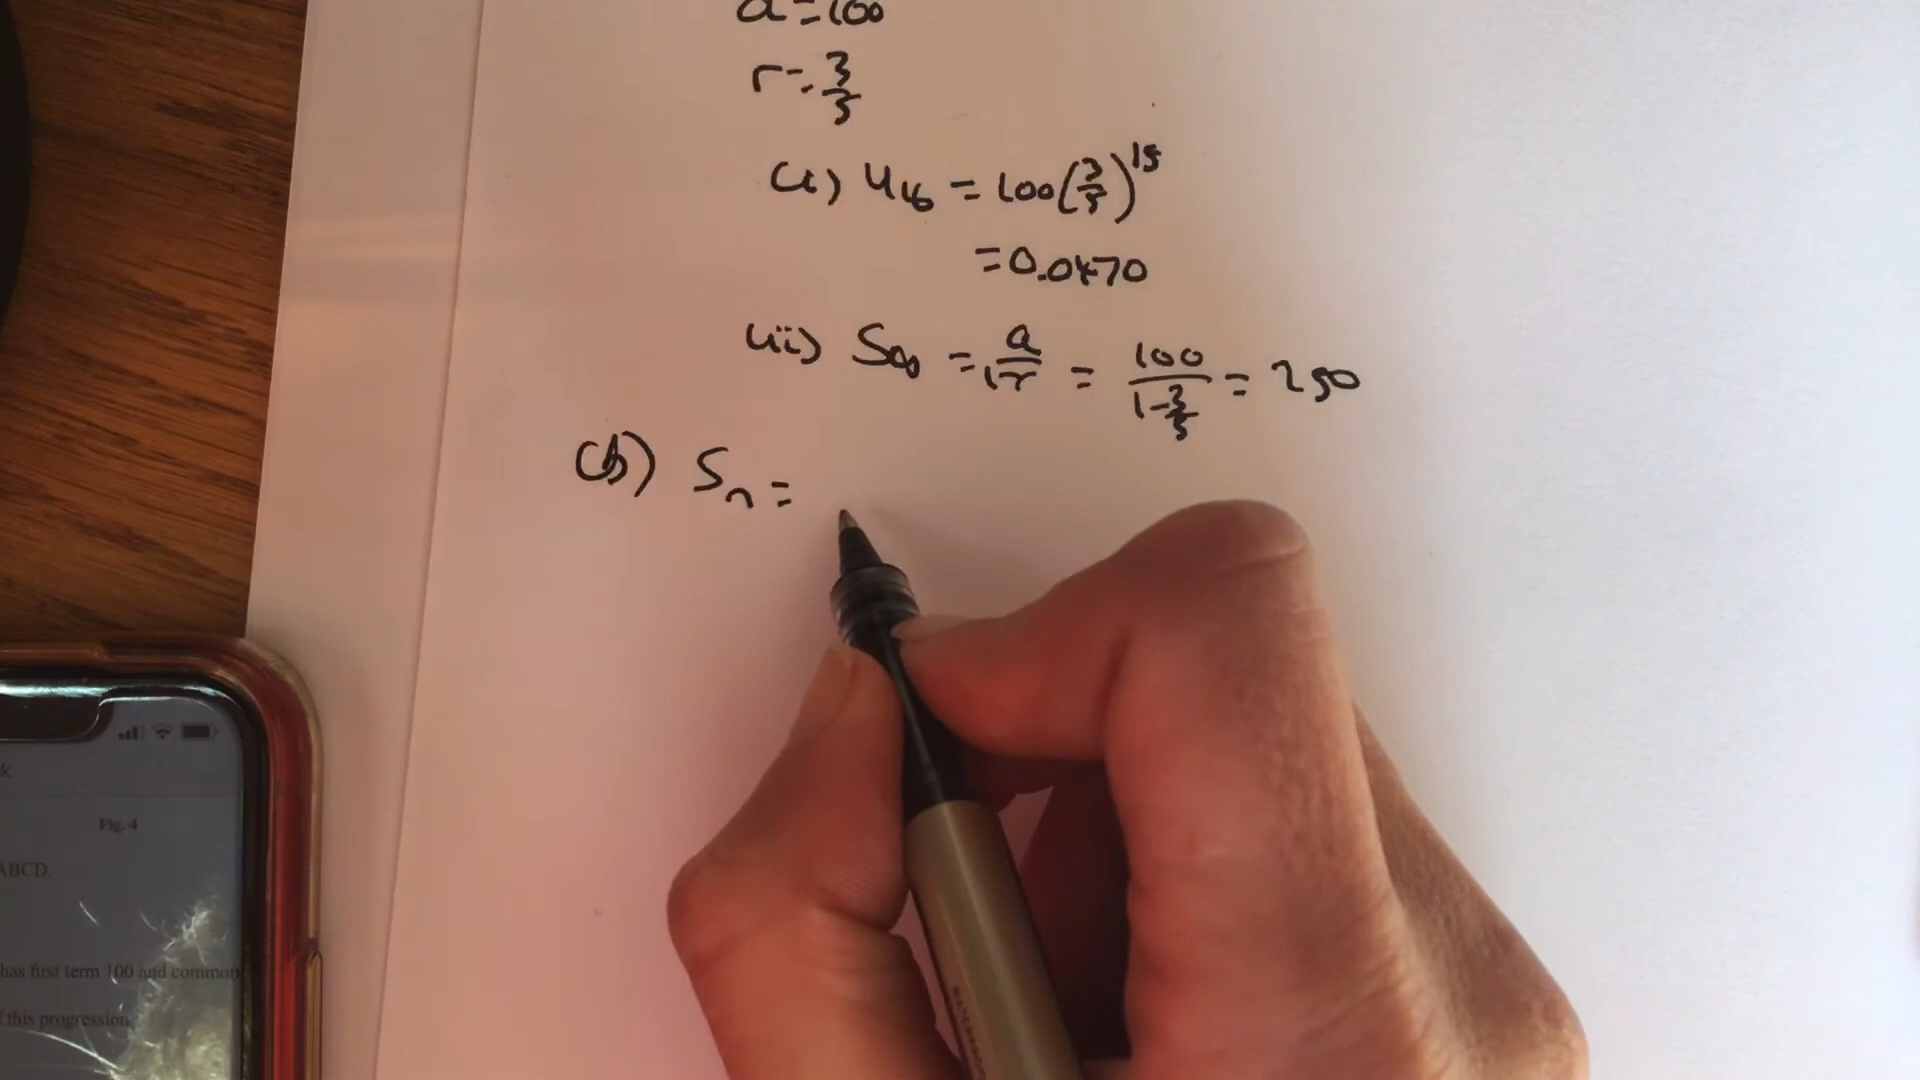 a=100
r=3/5
(i) u16 = 100(3/5)^15
=0.0470
(ii) S∞ = a/1-r = 100/1-3/5 = 250
(b) Sn =
k
Fig. 4
ABCD.
has first term 100 and common
f this progression